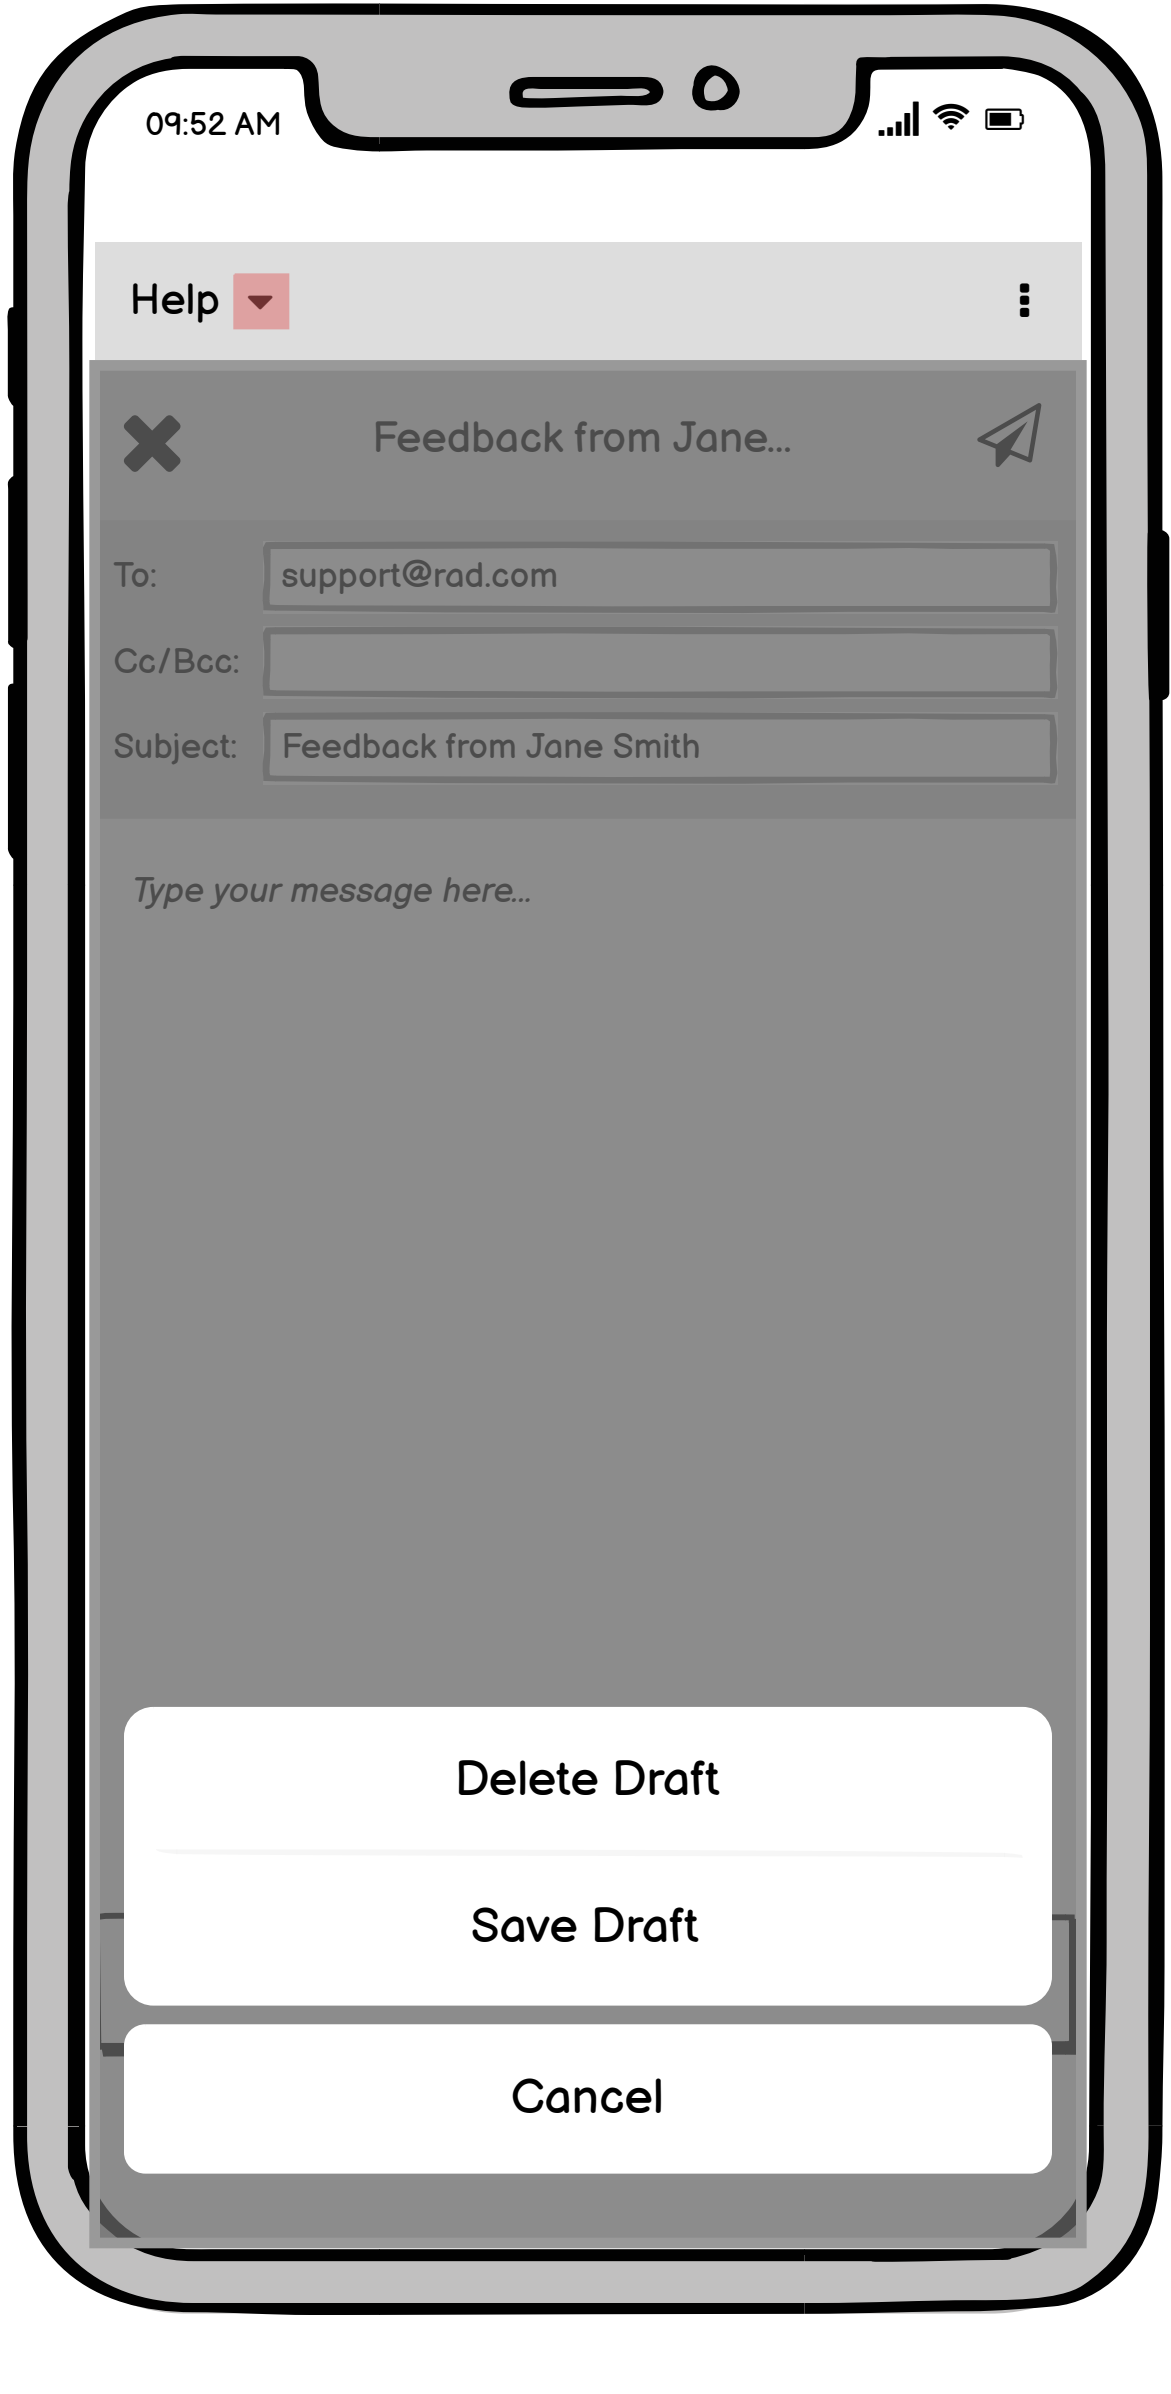 09:52 AM
Help
Feedback from Jane...
To: support@rad.com
Cc/Bcc:
Subject: Feedback from Jane Smith
Type your message here...
Delete Draft
Save Draft
Cancel